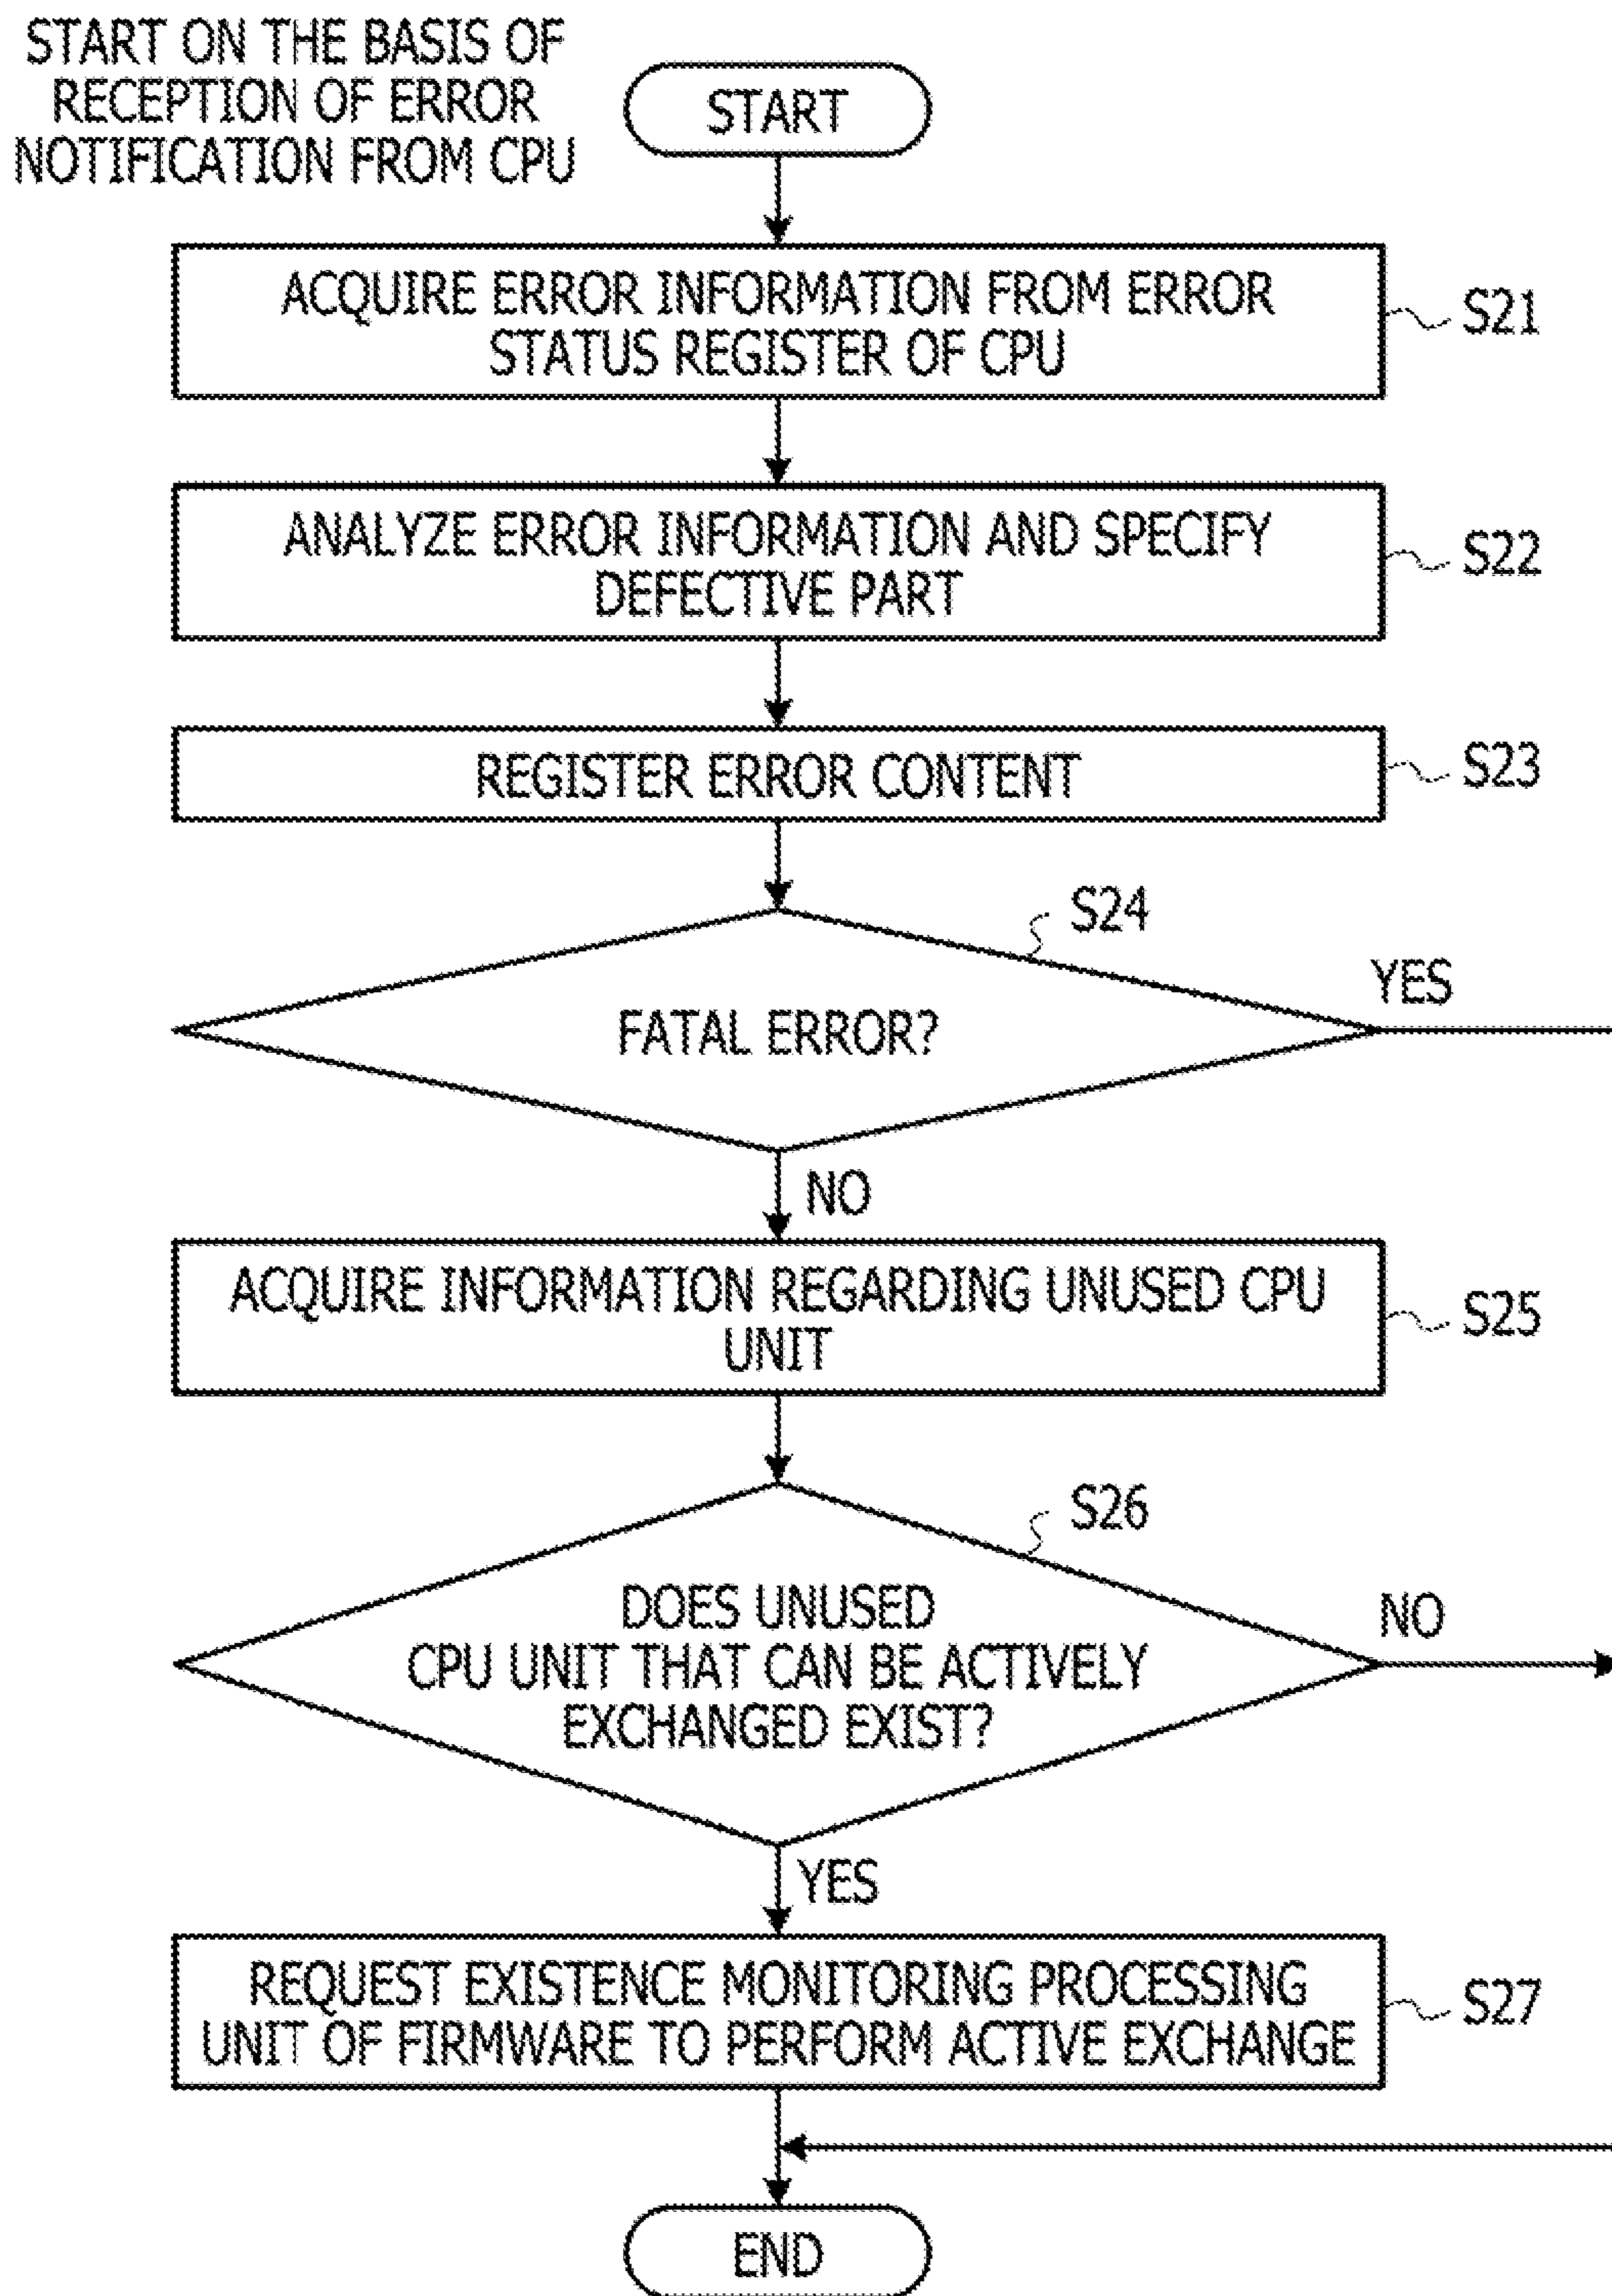 START ON THE BASIS OF
RECEPTION OF ERROR
NOTIFICATION FROM CPU
START
ACQUIRE ERROR INFORMATION FROM ERROR
STATUS REGISTER OF CPU
S21
ANALYZE ERROR INFORMATION AND SPECIFY
DEFECTIVE PART
S22
REGISTER ERROR CONTENT
S23
S24
FATAL ERROR?
YES
NO
ACQUIRE INFORMATION REGARDING UNUSED CPU
UNIT
S25
S26
DOES UNUSED
CPU UNIT THAT CAN BE ACTIVELY
EXCHANGED EXIST?
NO
YES
REQUEST EXISTENCE MONITORING PROCESSING
UNIT OF FIRMWARE TO PERFORM ACTIVE EXCHANGE
S27
END